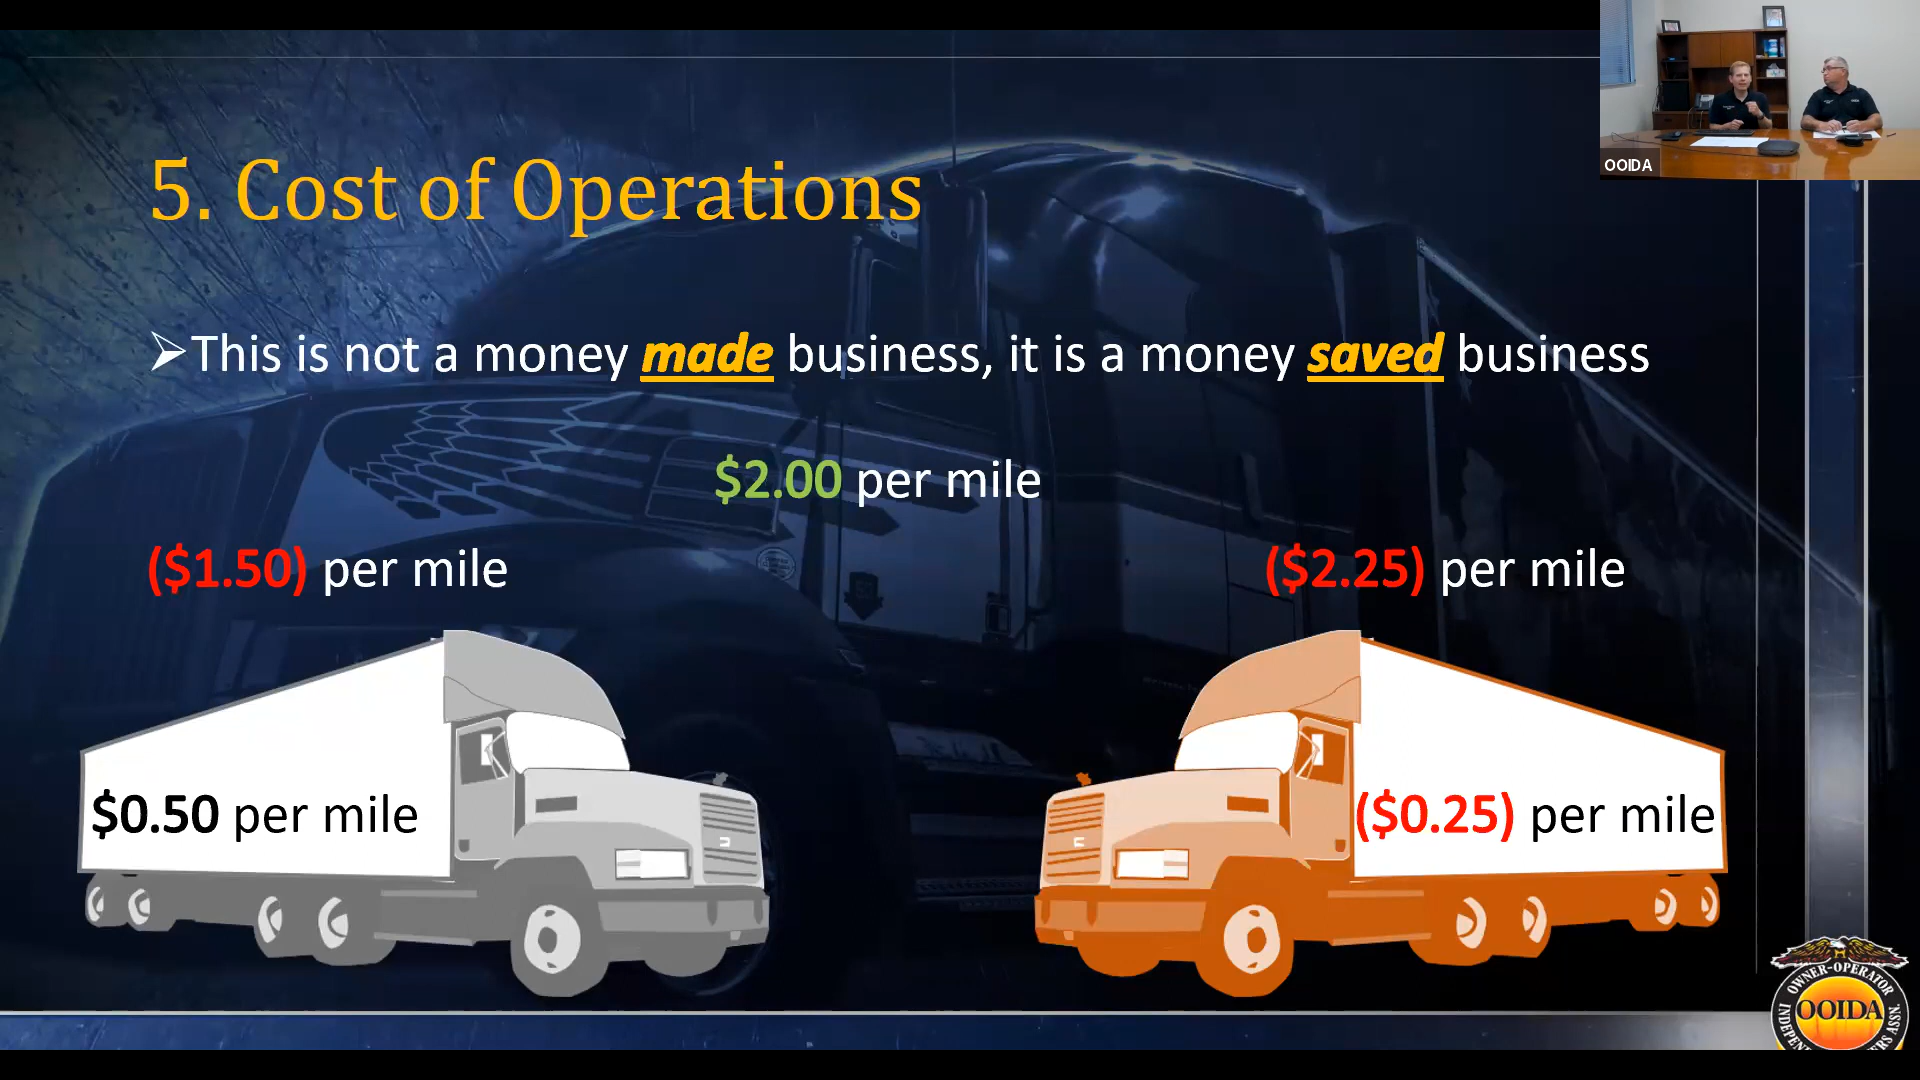 OOIDA
5. Cost of Operations
➢This is not a money made business, it is a money saved business
$2.00 per mile
($1.50) per mile
($2.25) per mile
$0.50 per mile
($0.25) per mile
OWNER-OPERATOR
OOIDA
ASSN.